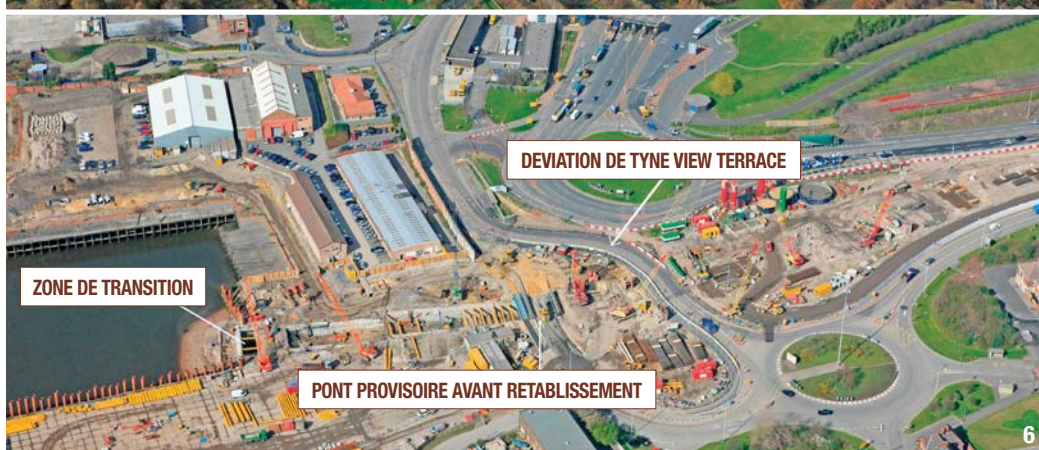 DEVIATION DE TYNE VIEW TERRACE
ZONE DE TRANSITION
PONT PROVISOIRE AVANT RETABLISSEMENT
6